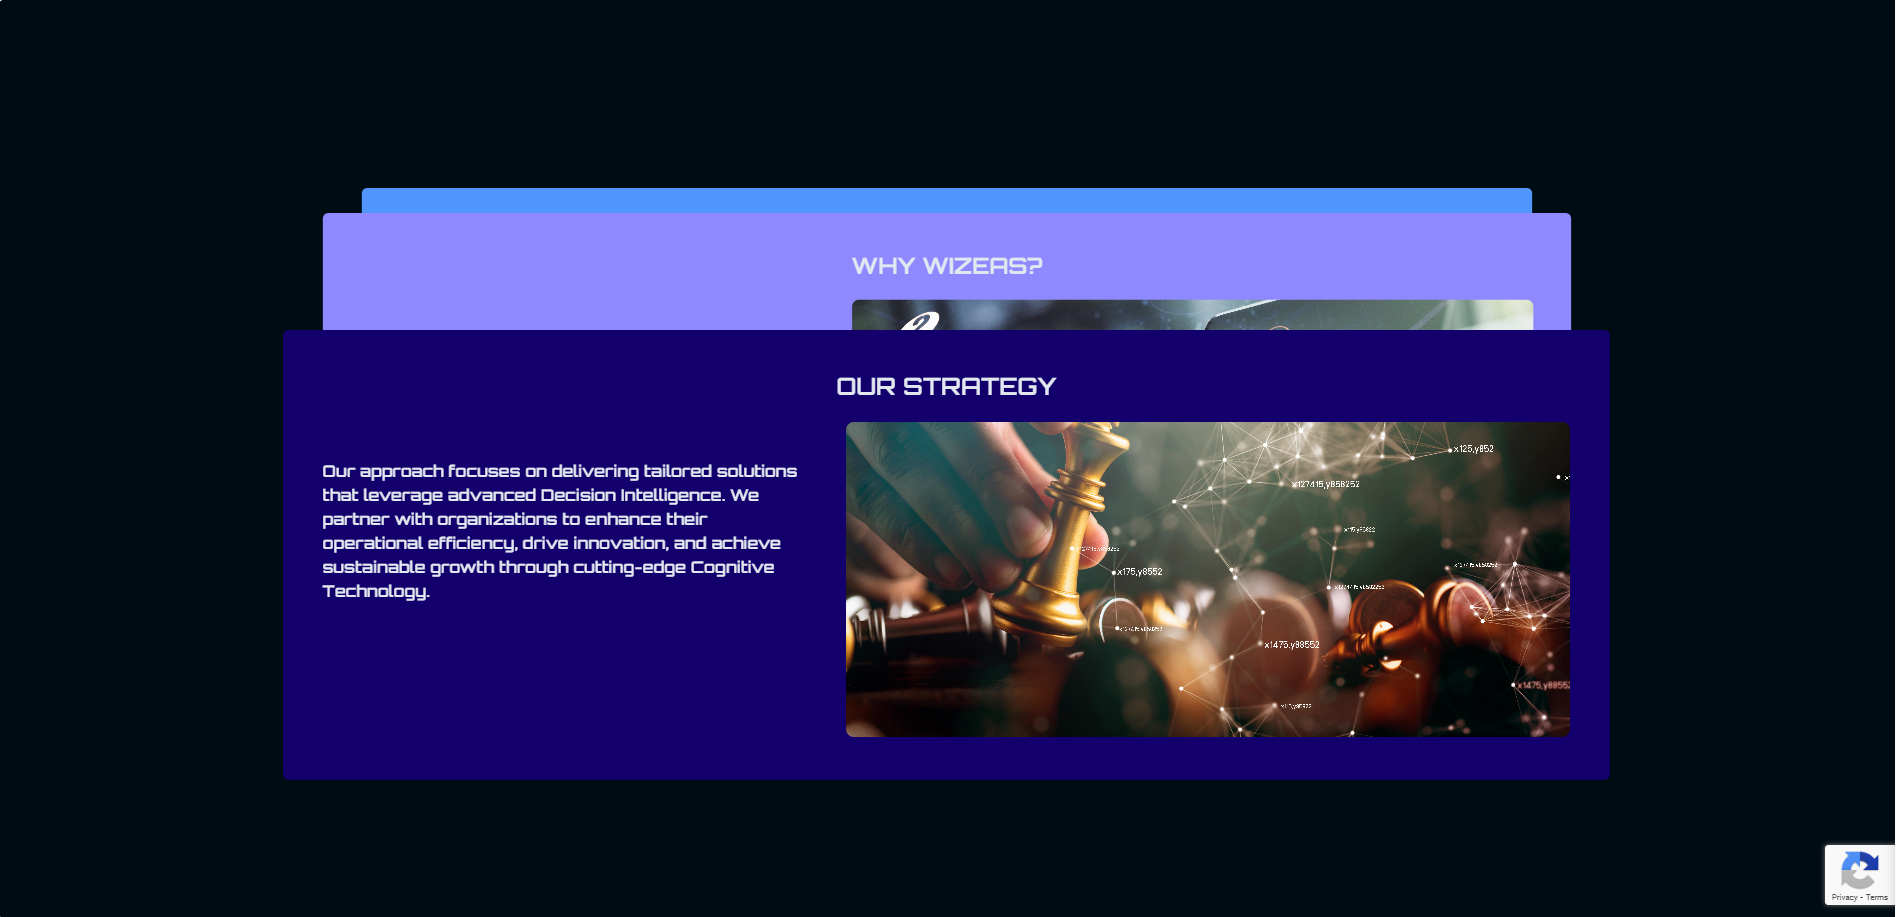 WHY WIZEAS?
OUR STRATEGY
Our approach focuses on delivering tailored solutions
that leverage advanced Decision Intelligence. We
partner with organizations to enhance their
operational efficiency, drive innovation, and achieve
sustainable growth through cutting-edge Cognitive
Technology.
x125,y852
x127415,y858252
x175,y8552
x1475,y98552
x1475,y8855
Privacy - Terms